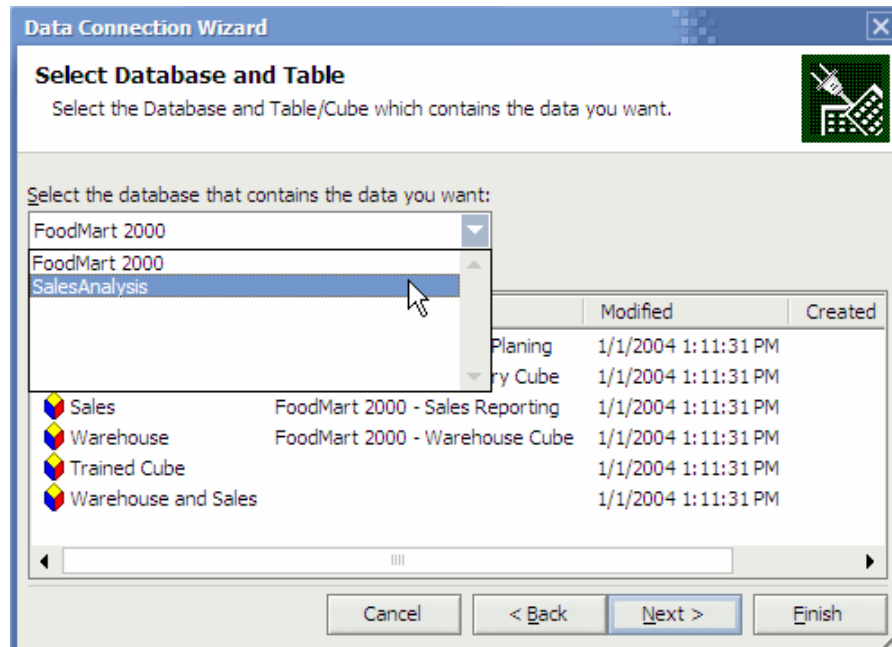 Data Connection Wizard
Select Database and Table
Select the Database and Table/Cube which contains the data you want.
Select the database that contains the data you want:
FoodMart 2000
FoodMart 2000
SalesAnalysis
Modified Created
Planing 1/1/2004 1:11:31 PM
ry Cube 1/1/2004 1:11:31 PM
Sales FoodMart 2000 - Sales Reporting 1/1/2004 1:11:31 PM
Warehouse FoodMart 2000 - Warehouse Cube 1/1/2004 1:11:31 PM
Trained Cube 1/1/2004 1:11:31 PM
Warehouse and Sales 1/1/2004 1:11:31 PM
Cancel < Back Next > Finish